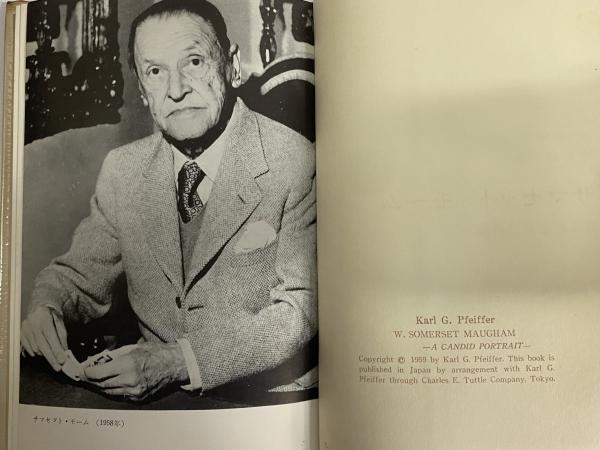 サマセット・モーム (1958年)
Karl G. Pfeiffer
W. SOMERSET MAUGHAM
—A CANDID PORTRAIT—
Copyright © 1959 by Karl G. Pfeiffer. This book is
published in Japan by arrangement with Karl G.
Pfeiffer through Charles E. Tuttle Company, Tokyo.